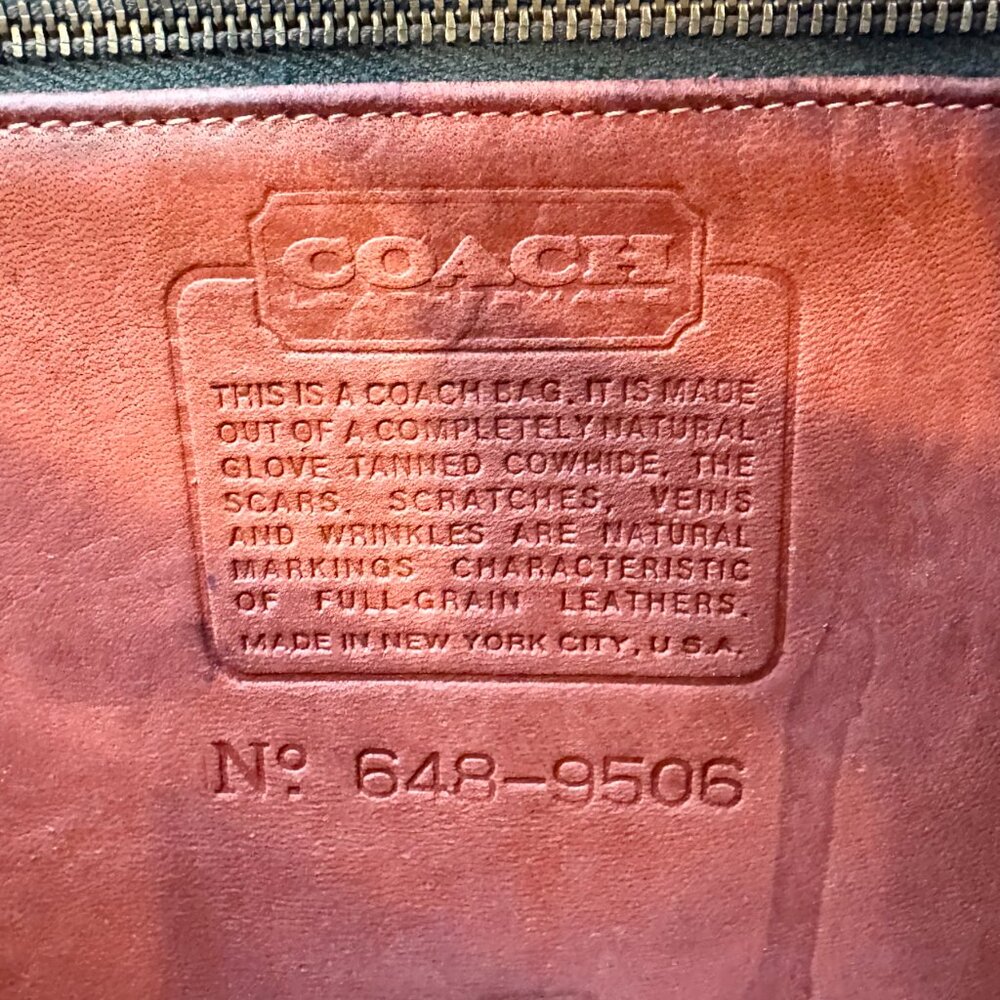 COACH
LEATHERWARE
THIS IS A COACH BAG. IT IS MADE
OUT OF A COMPLETELY NATURAL
GLOVE TANNED COWHIDE, THE
SCARS, SCRATCHES, VEINS
AND WRINKLES ARE NATURAL
MARKINGS CHARACTERISTIC
OF FULL-GRAIN LEATHERS.
MADE IN NEW YORK CITY, U.S.A.
Nº 648-9506